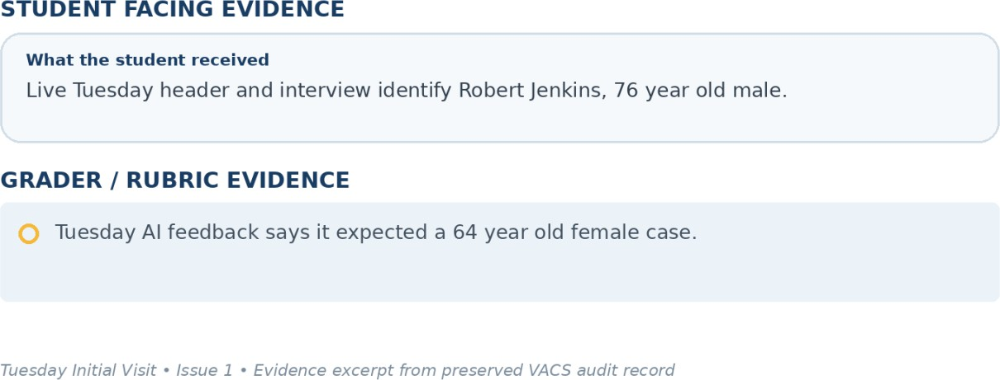 STUDENT FACING EVIDENCE
What the student received
Live Tuesday header and interview identify Robert Jenkins, 76 year old male.
GRADER / RUBRIC EVIDENCE
Tuesday AI feedback says it expected a 64 year old female case.
Tuesday Initial Visit • Issue 1 • Evidence excerpt from preserved VACS audit record